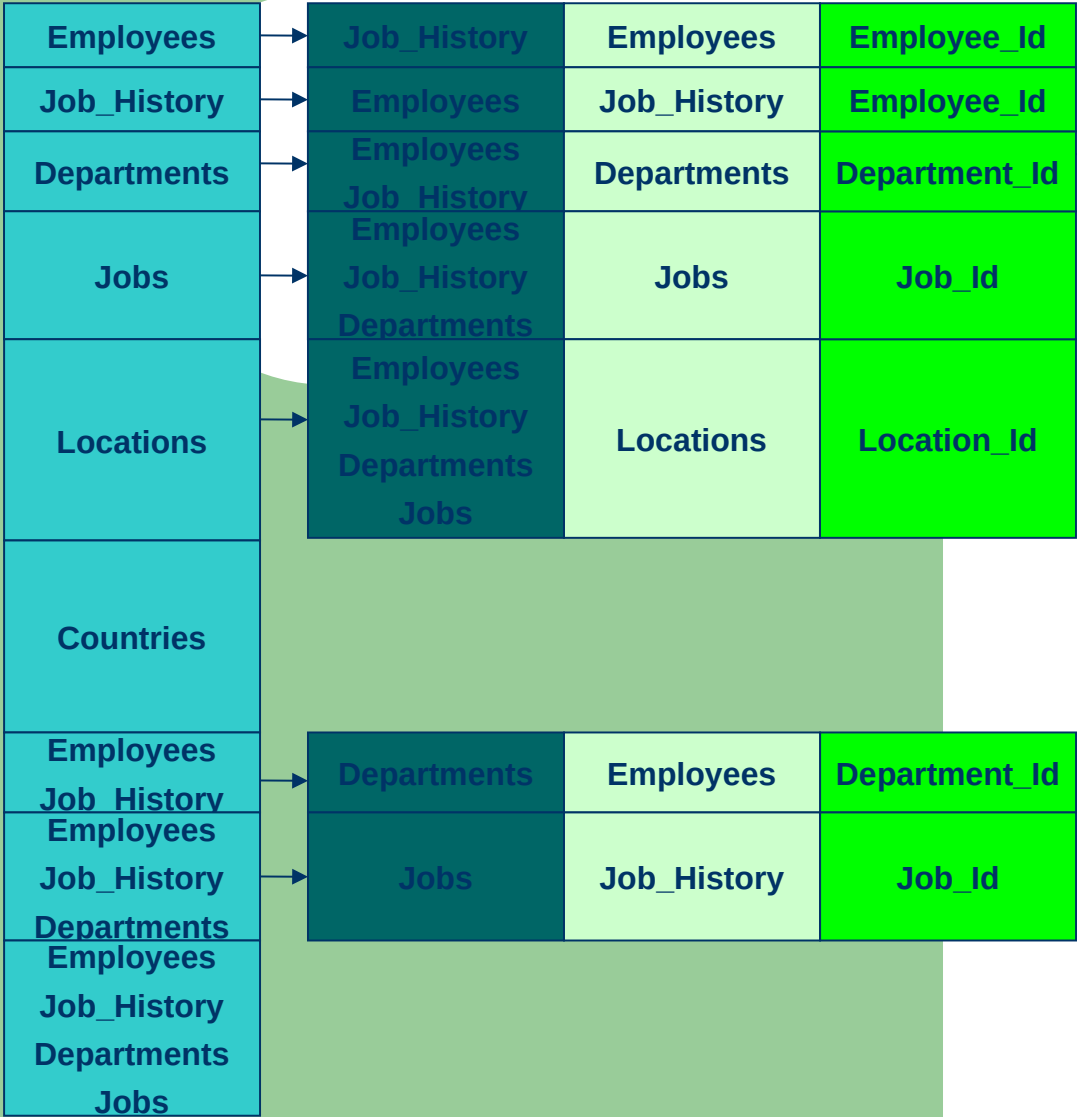 Employees Job_History Employees Employee_Id
Job_History Employees Job_History Employee_Id
Departments
Employees
Job_History
Departments Department_Id
Jobs
Employees
Job_History
Departments
Jobs Job_Id
Locations
Employees
Job_History
Departments
Jobs
Locations Location_Id
Countries
Employees
Job_History
Departments Employees Department_Id
Employees
Job_History
Departments
Jobs Job_History Job_Id
Employees
Job_History
Departments
Jobs